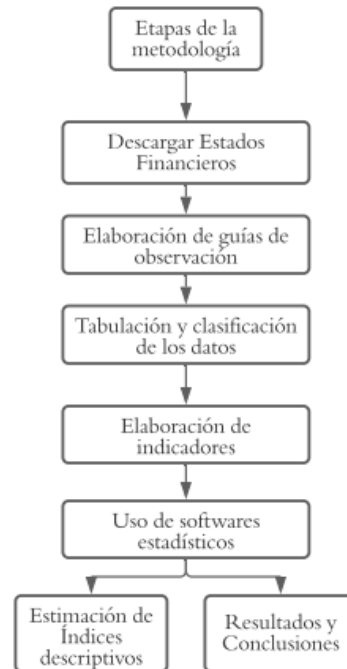 Etapas de la
metodología
Descargar Estados
Financieros
Elaboración de guías de
observación
Tabulación y clasificación
de los datos
Elaboración de
indicadores
Uso de softwares
estadísticos
Estimación de
Índices
descriptivos
Resultados y
Conclusiones